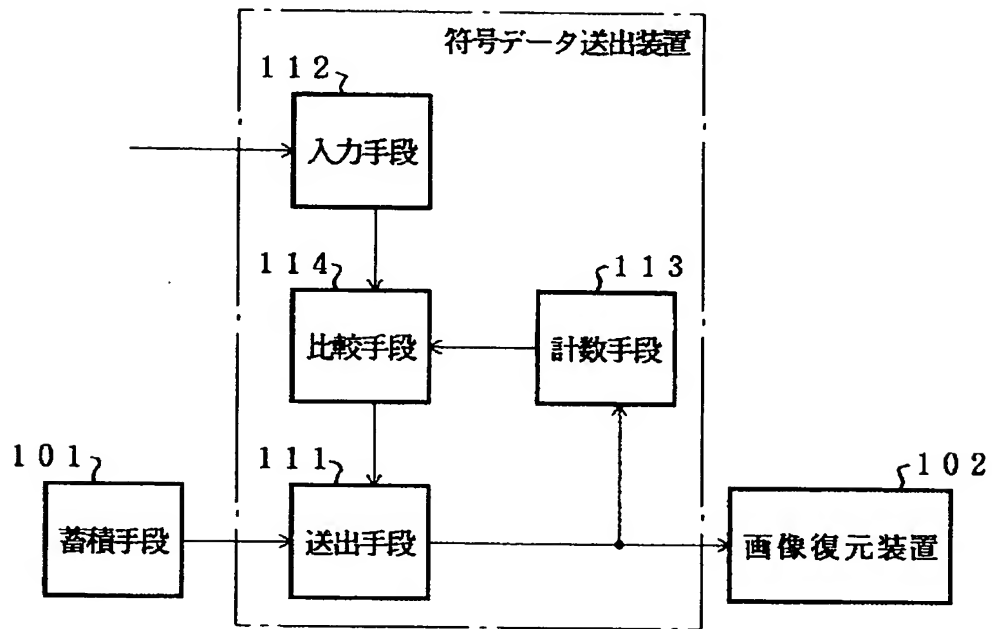 符号データ送出装置
112
入力手段
114
113
比較手段
計数手段
101
111
102
蓄積手段
送出手段
画像復元装置